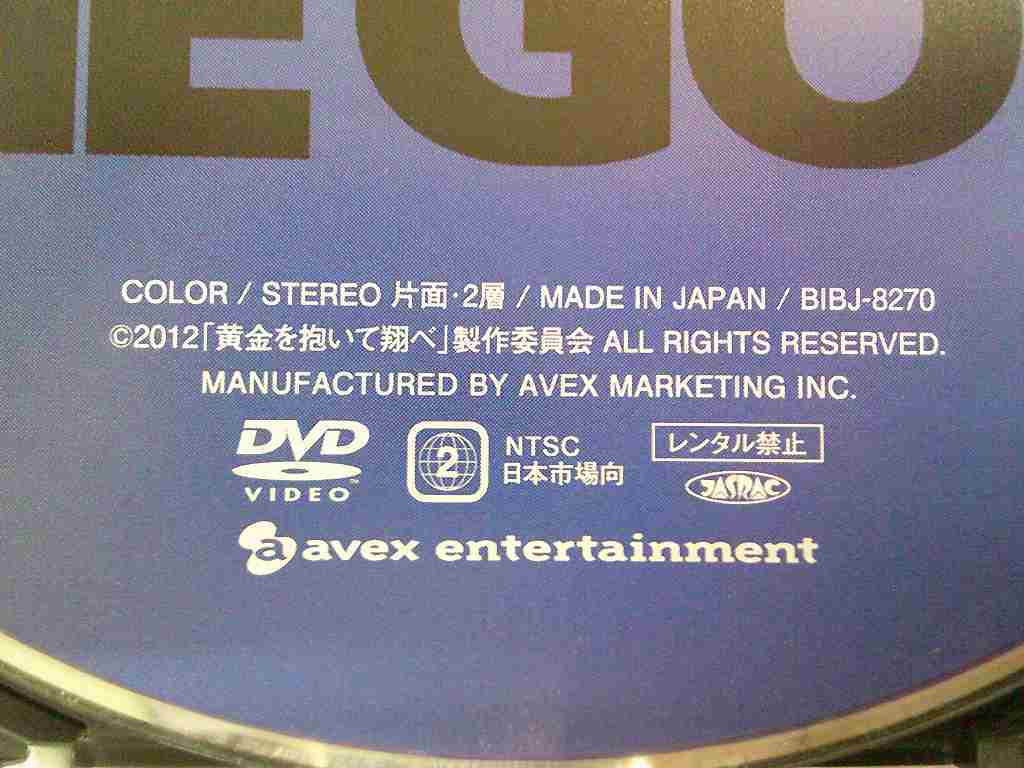 EGO
COLOR / STEREO 片面・2層 / MADE IN JAPAN / BIBJ-8270
©2012「黄金を抱いて翔べ」製作委員会 ALL RIGHTS RESERVED.
MANUFACTURED BY AVEX MARKETING INC.
DVD
VIDEO™
2
NTSC
日本市場向
レンタル禁止
JASRAC
a avex entertainment